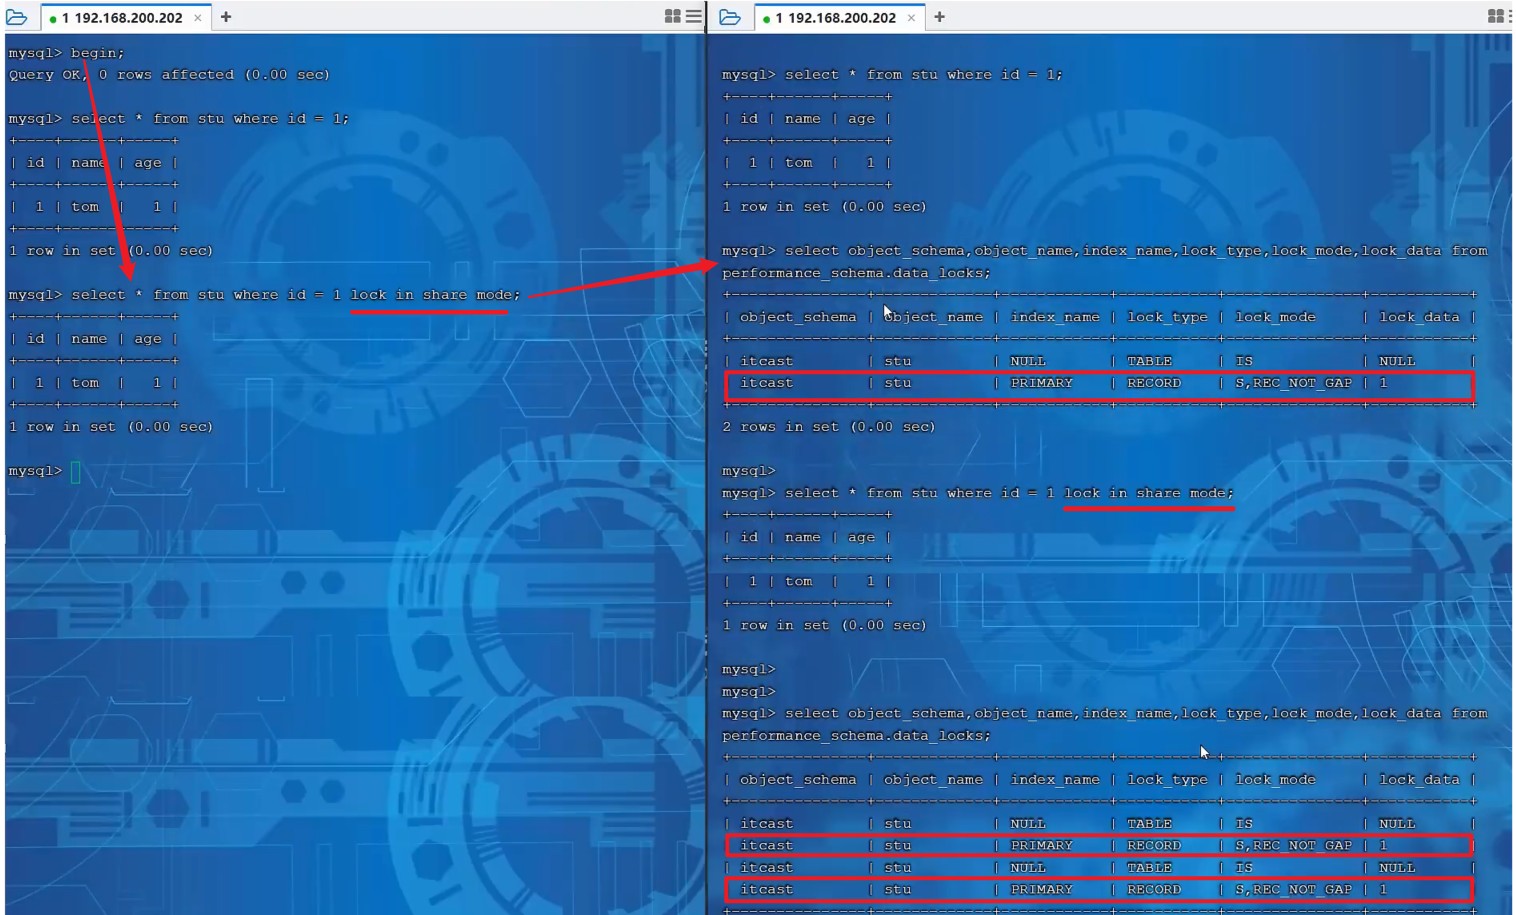 1 192.168.200.202 × +
mysql> begin;
Query OK, 0 rows affected (0.00 sec)
mysql> select * from stu where id = 1;
+----+------+-----+
| id | name | age |
+----+------+-----+
| 1 | tom | 1 |
+----+------+-----+
1 row in set (0.00 sec)
mysql> select * from stu where id = 1 lock in share mode;
+----+------+-----+
| id | name | age |
+----+------+-----+
| 1 | tom | 1 |
+----+------+-----+
1 row in set (0.00 sec)
mysql>
1 192.168.200.202 × +
mysql> select * from stu where id = 1;
+----+------+-----+
| id | name | age |
+----+------+-----+
| 1 | tom | 1 |
+----+------+-----+
1 row in set (0.00 sec)
mysql> select object_schema,object_name,index_name,lock_type,lock_mode,lock_data from
performance_schema.data_locks;
+---------------+-------------+------------+-----------+---------------+-----------+
| object_schema | object_name | index_name | lock_type | lock_mode | lock_data |
+---------------+-------------+------------+-----------+---------------+-----------+
| itcast | stu | NULL | TABLE | IS | NULL |
| itcast | stu | PRIMARY | RECORD | S,REC_NOT_GAP | 1
+---------------+-------------+------------+-----------+---------------+-----------+
2 rows in set (0.00 sec)
mysql>
mysql> select * from stu where id = 1 lock in share mode;
+----+------+-----+
| id | name | age |
+----+------+-----+
| 1 | tom | 1 |
+----+------+-----+
1 row in set (0.00 sec)
mysql>
mysql>
mysql> select object_schema,object_name,index_name,lock_type,lock_mode,lock_data from
performance_schema.data_locks;
+---------------+-------------+------------+-----------+---------------+-----------+
| object_schema | object_name | index_name | lock_type | lock_mode | lock_data |
+---------------+-------------+------------+-----------+---------------+-----------+
| itcast | stu | NULL | TABLE | IS | NULL |
| itcast | stu | PRIMARY | RECORD | S,REC_NOT_GAP | 1
| itcast | stu | NULL | TABLE | IS | NULL |
| itcast | stu | PRIMARY | RECORD | S,REC_NOT_GAP | 1
+---------------+-------------+------------+-----------+---------------+-----------+